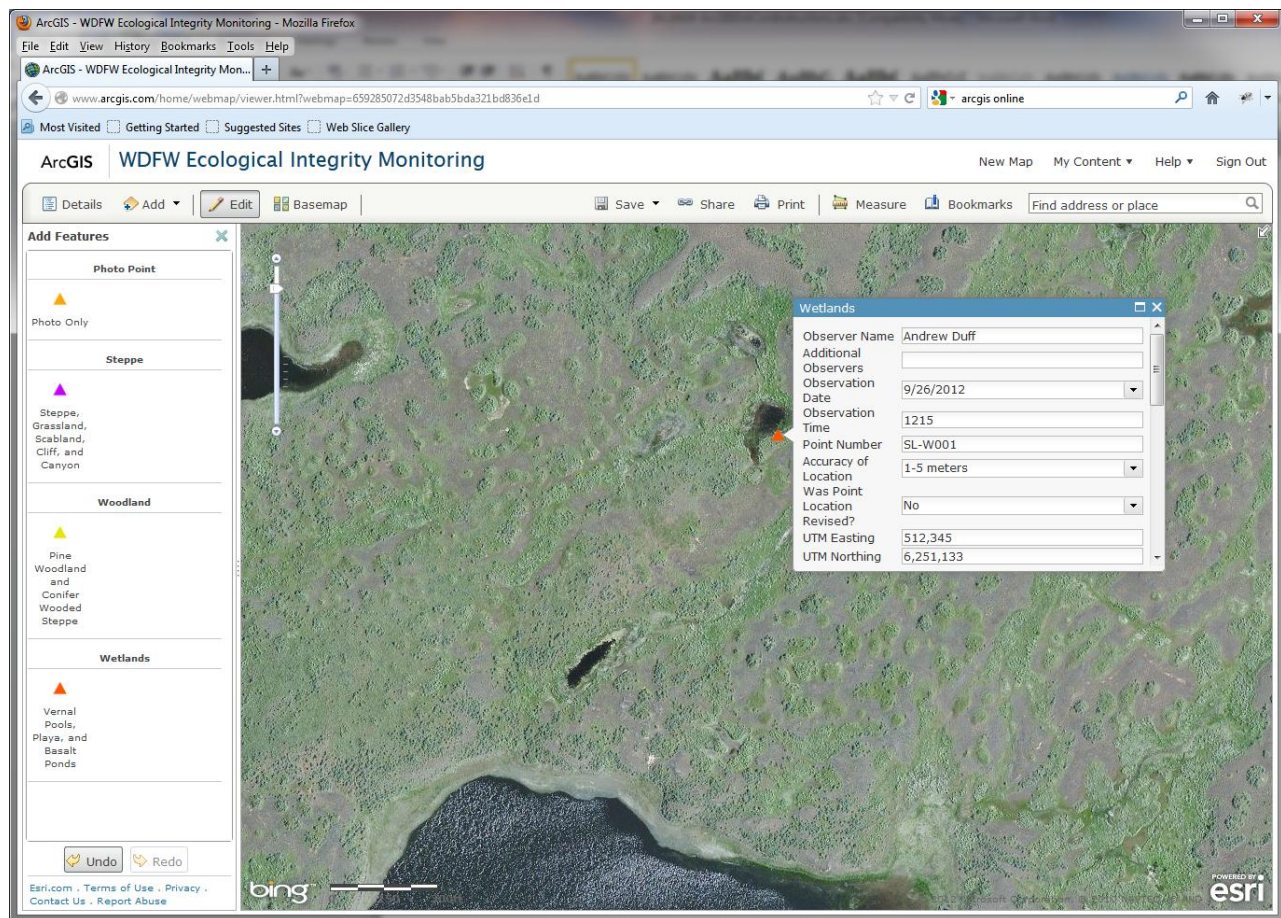 ArcGIS - WDFW Ecological Integrity Monitoring - Mozilla Firefox
File Edit View History Bookmarks Tools Help
ArcGIS - WDFW Ecological Integrity Mon...
www.arcgis.com/home/webmap/viewer.html?webmap=659285072d3548bab5bda321bd836e1d
arcgis online
Most Visited Getting Started Suggested Sites Web Slice Gallery
ArcGIS WDFW Ecological Integrity Monitoring
New Map My Content Help Sign Out
Details Add Edit Basemap Save Share Print Measure Bookmarks Find address or place
Add Features
Photo Point
Photo Only
Steppe
Steppe,
Grassland,
Scabland,
Cliff, and
Canyon
Woodland
Pine
Woodland
and
Conifer
Wooded
Steppe
Wetlands
Vernal
Pools,
Playa, and
Basalt
Ponds
Undo Redo
Esri.com . Terms of Use . Privacy .
Contact Us . Report Abuse
Wetlands
Observer Name Andrew Duff
Additional
Observers
Observation
Date 9/26/2012
Observation
Time 1215
Point Number SL-W001
Accuracy of
Location 1-5 meters
Was Point
Location No
Revised?
UTM Easting 512,345
UTM Northing 6,251,133
bing
POWERED BY
esri